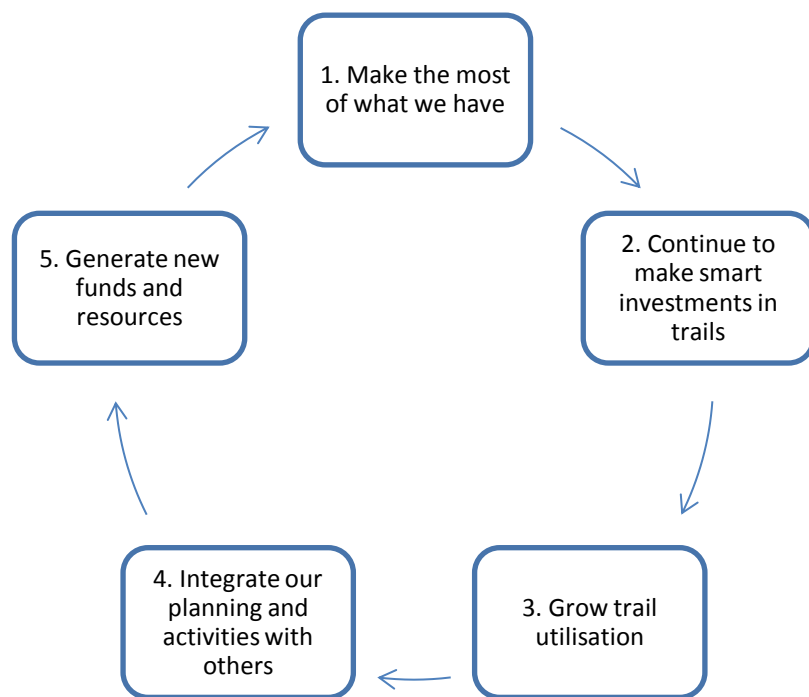 1. Make the most
of what we have
2. Continue to
make smart
investments in
trails
3. Grow trail
utilisation
4. Integrate our
planning and
activities with
others
5. Generate new
funds and
resources